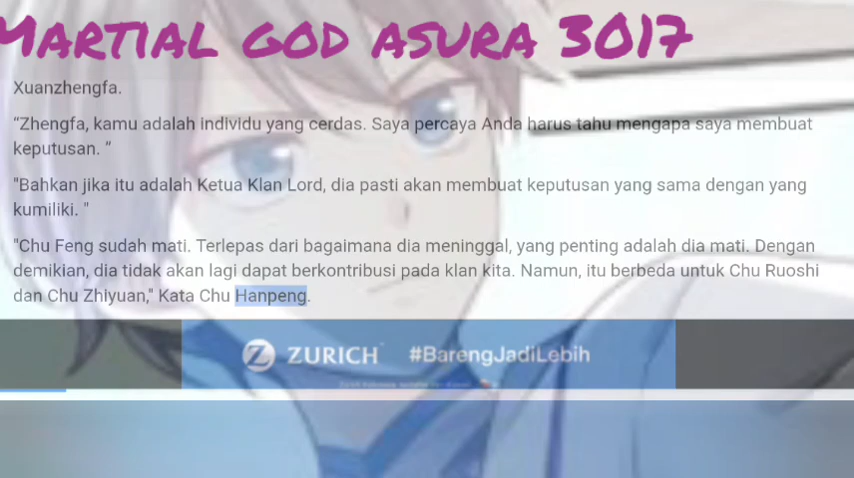 MARTIAL GOD ASURA 3017
Xuanzhengfa.
“Zhengfa, kamu adalah individu yang cerdas. Saya percaya Anda harus tahu mengapa saya membuat
keputusan. ”
"Bahkan jika itu adalah Ketua Klan Lord, dia pasti akan membuat keputusan yang sama dengan yang
kumiliki. "
"Chu Feng sudah mati. Terlepas dari bagaimana dia meninggal, yang penting adalah dia mati. Dengan
demikian, dia tidak akan lagi dapat berkontribusi pada klan kita. Namun, itu berbeda untuk Chu Ruoshi
dan Chu Zhiyuan," Kata Chu Hanpeng.
ZURICH #BarengJadiLebih